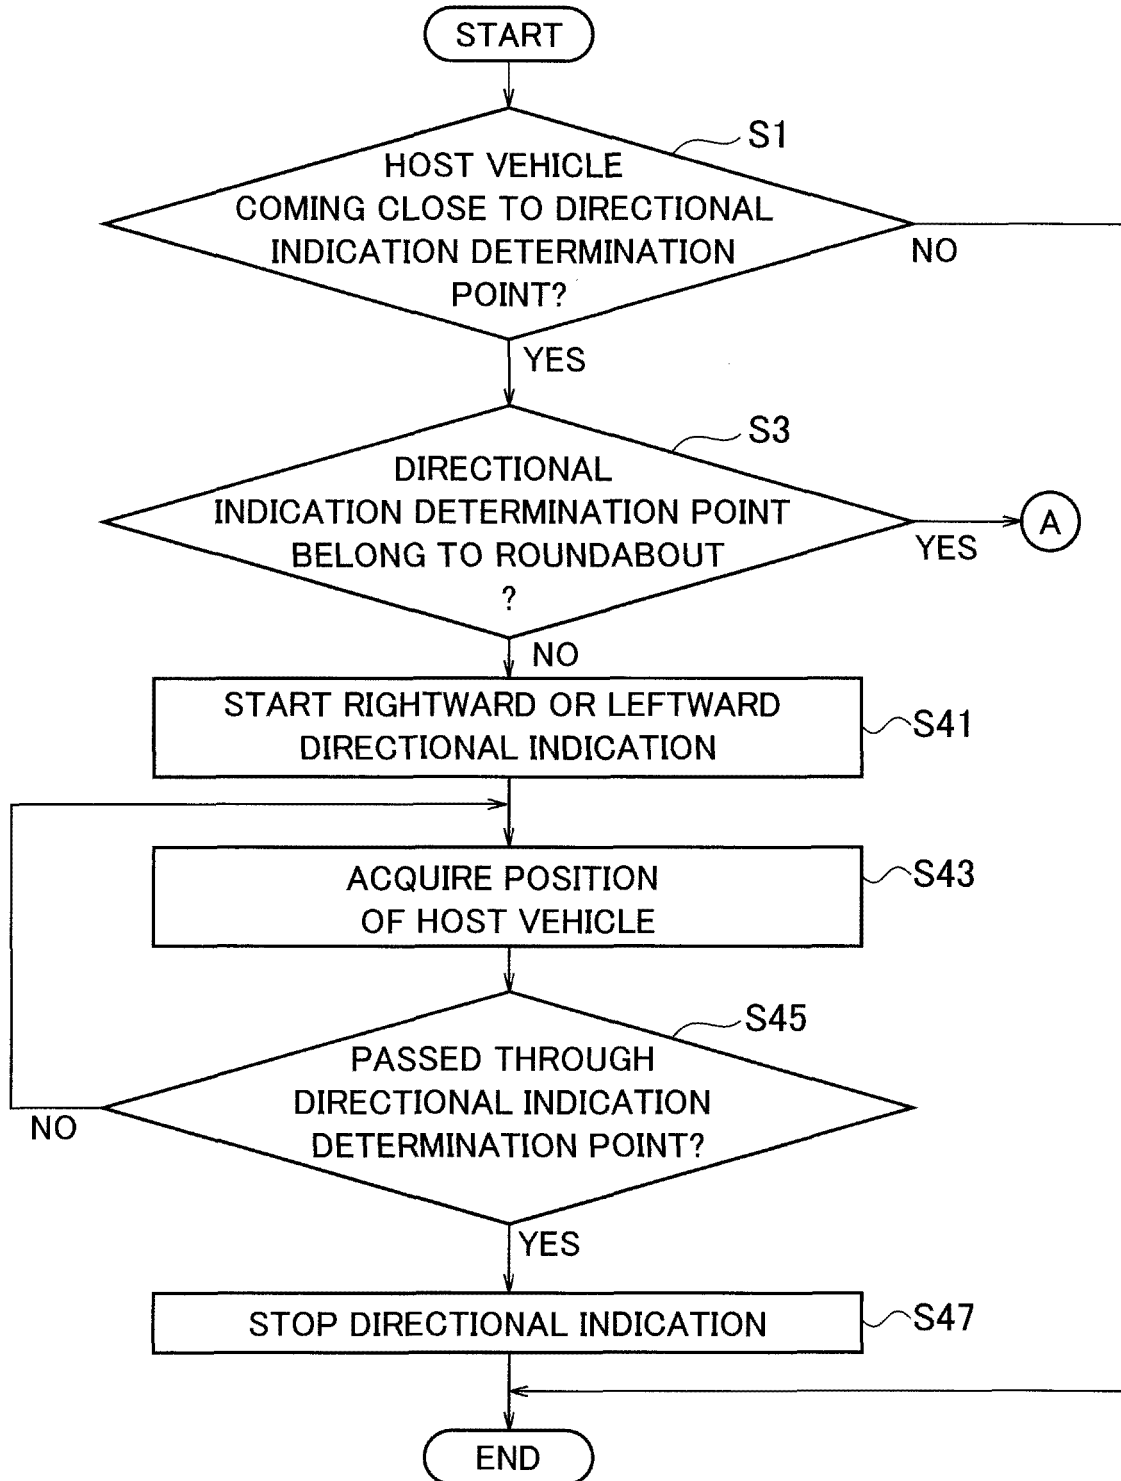 START
S1
HOST VEHICLE
COMING CLOSE TO DIRECTIONAL
INDICATION DETERMINATION
POINT?
NO
YES
S3
DIRECTIONAL
INDICATION DETERMINATION POINT
BELONG TO ROUNDABOUT
?
YES
A
NO
START RIGHTWARD OR LEFTWARD
DIRECTIONAL INDICATION
S41
ACQUIRE POSITION
OF HOST VEHICLE
S43
S45
PASSED THROUGH
DIRECTIONAL INDICATION
DETERMINATION POINT?
NO
YES
STOP DIRECTIONAL INDICATION
S47
END